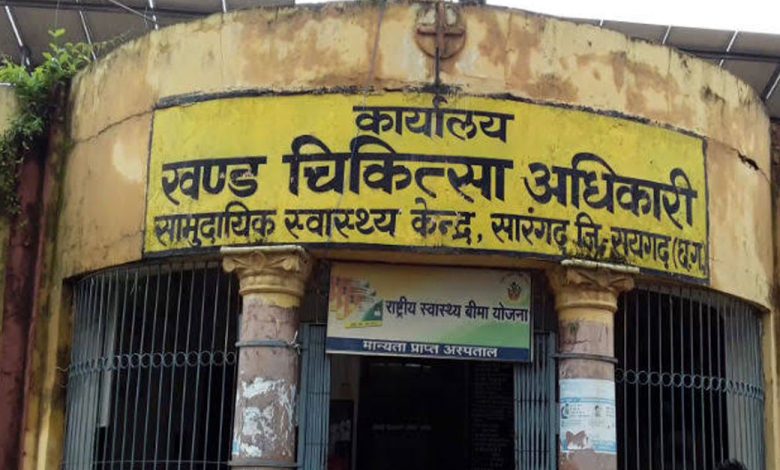 कार्यालय
खण्ड चिकित्सा अधिकारी
सामुदायिक स्वास्थ्य केन्द्र, सारंगढ़ जि.-रायगढ़ (छ.ग.)
राष्ट्रीय स्वास्थ्य बीमा योजना
मान्यता प्राप्त अस्पताल